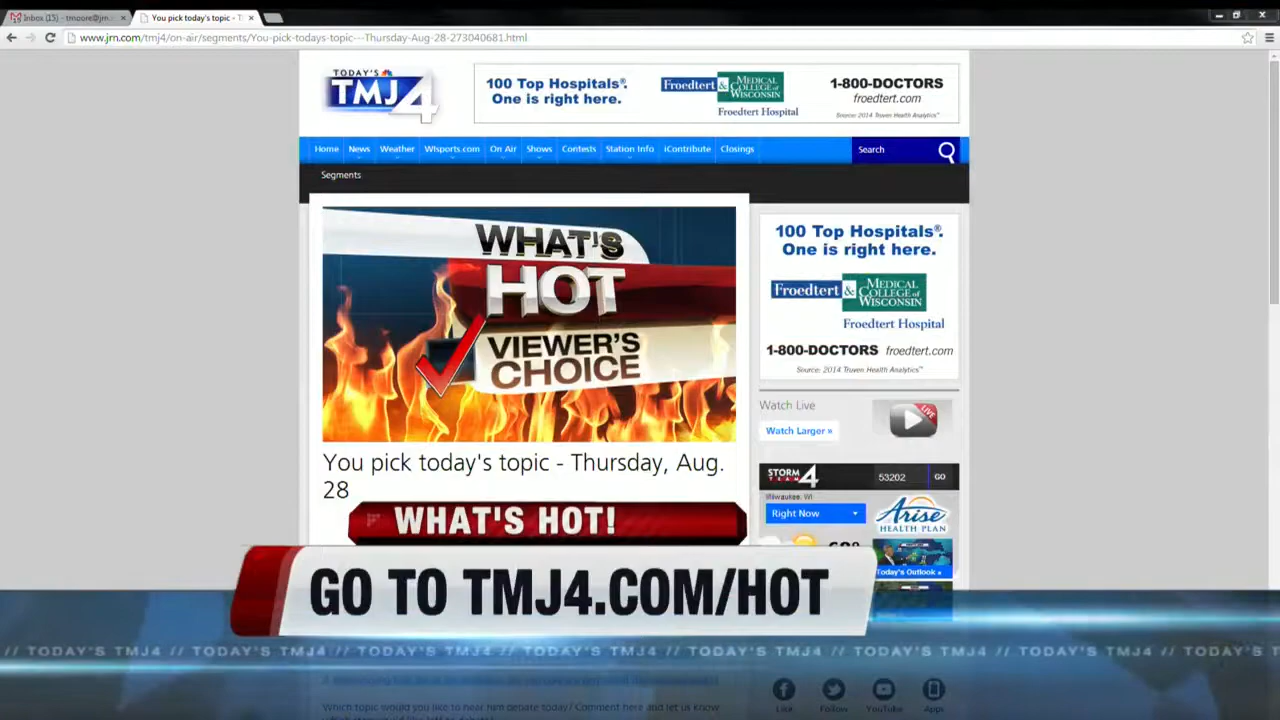 Inbox (15) - tmoore@jrn.
You pick today's topic - T
www.jrn.com/tmj4/on-air/segments/You-pick-todays-topic---Thursday-Aug-28-273040681.html
TODAY'S
TMJ4
100 Top Hospitals®.
One is right here.
Froedtert & MEDICAL COLLEGE of WISCONSIN
Froedtert Hospital
1-800-DOCTORS
froedtert.com
Source: 2014 Truven Health Analytics™
Home News Weather Wisports.com On Air Shows Contests Station Info iContribute Promotions Closings
Search
Segments
WHAT'S
HOT
VIEWER'S
CHOICE
You pick today's topic - Thursday, Aug.
28
WHAT'S HOT!
100 Top Hospitals®.
One is right here.
Froedtert & MEDICAL COLLEGE of WISCONSIN
Froedtert Hospital
1-800-DOCTORS froedtert.com
Source: 2014 Truven Health Analytics™
Watch Live
LIVE
Watch Larger »
STORM TEAM 4
53202 GO
Milwaukee, WI
Right Now
Arise
HEALTH PLAN
Today's Outlook »
GO TO TMJ4.COM/HOT
// TODAY'S TMJ4 // TODAY'S TMJ4 // TODAY'S TMJ4 // TODAY'S TMJ4 // TODAY'S TMJ4 // TODAY'S TMJ4 // TODAY'S TMJ4 // T
Like Follow YouTube Apps
Which topic would you like to hear him debate today? Comment here and let us know